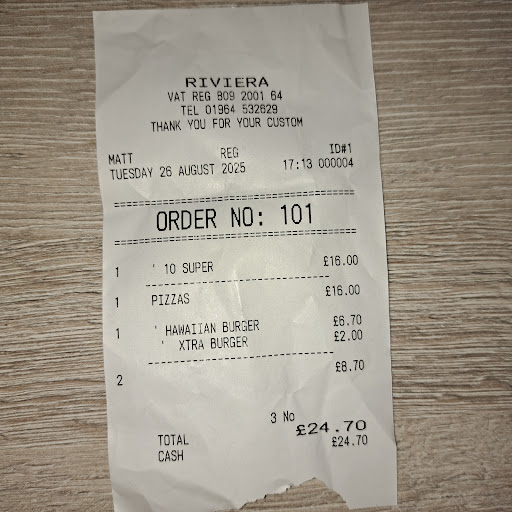 RIVIERA
VAT REG 809 2001 64
TEL 01964 532629
THANK YOU FOR YOUR CUSTOM
MATT REG ID#1
TUESDAY 26 AUGUST 2025 17:13 000004
================================================
ORDER NO: 101
================================================
1 ' 10 SUPER £16.00
--------------------------------
1 PIZZAS £16.00
1 ' HAWAIIAN BURGER £6.70
' XTRA BURGER £2.00
--------------------------------
2 £8.70
3 No
£24.70
TOTAL £24.70
CASH